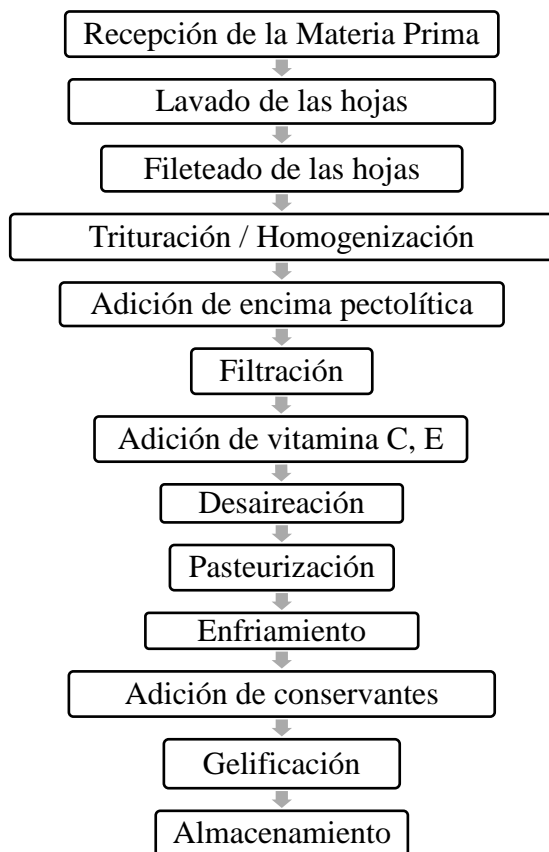 Recepción de la Materia Prima
Lavado de las hojas
Fileteado de las hojas
Trituración / Homogenización
Adición de encima pectolítica
Filtración
Adición de vitamina C, E
Desaireación
Pasteurización
Enfriamiento
Adición de conservantes
Gelificación
Almacenamiento